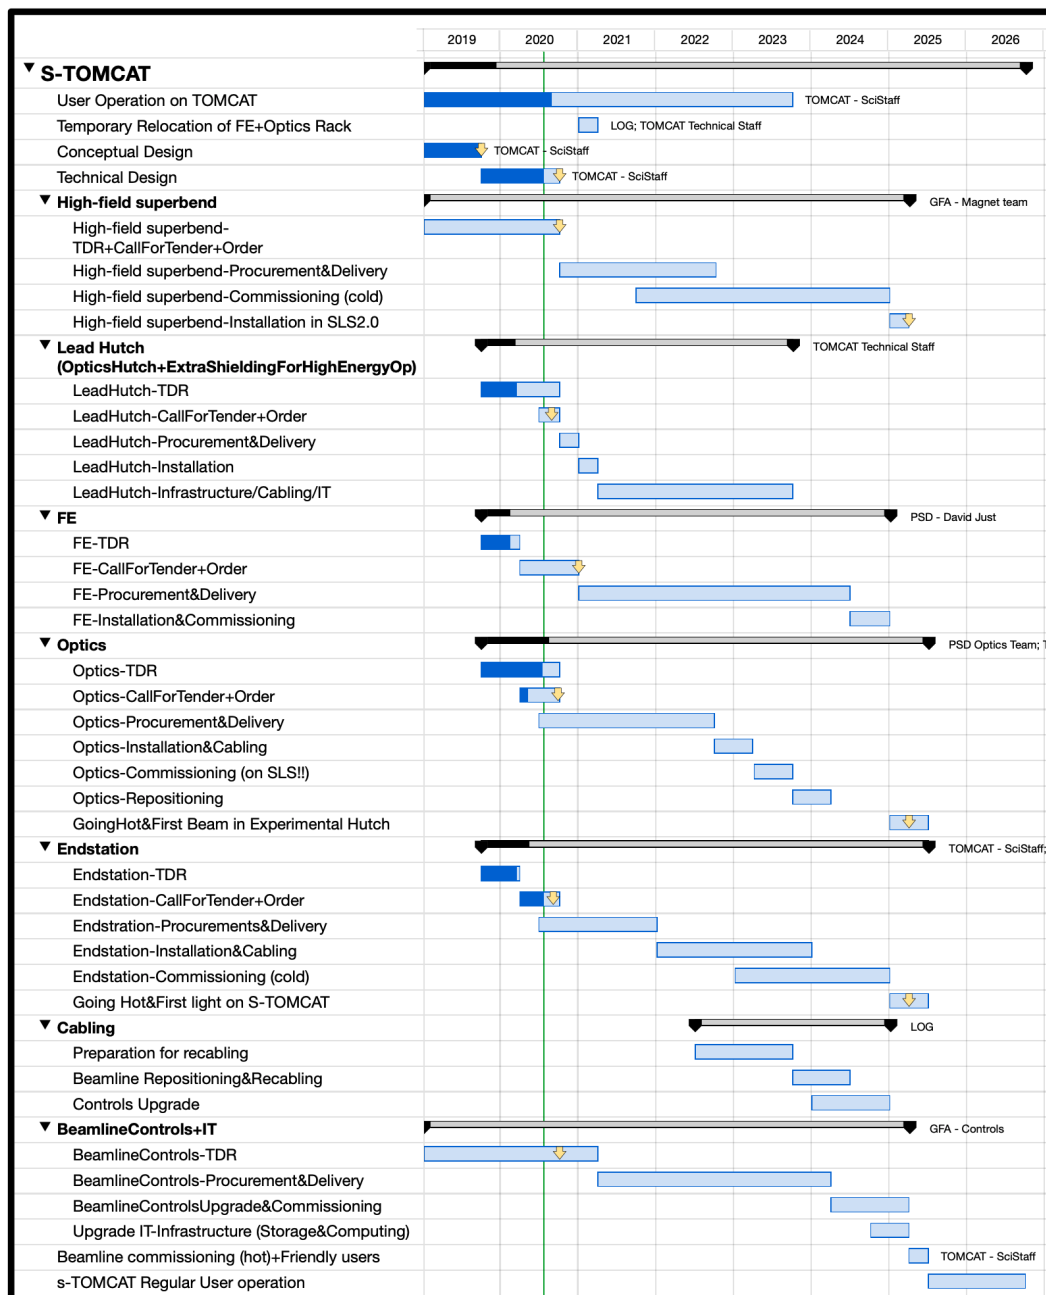 2019 2020 2021 2022 2023 2024 2025 2026
S-TOMCAT
User Operation on TOMCAT TOMCAT - SciStaff
Temporary Relocation of FE+Optics Rack LOG; TOMCAT Technical Staff
Conceptual Design TOMCAT - SciStaff
Technical Design TOMCAT - SciStaff
High-field superbend GFA - Magnet team
High-field superbend-
TDR+CallForTender+Order
High-field superbend-Procurement&Delivery
High-field superbend-Commissioning (cold)
High-field superbend-Installation in SLS2.0
Lead Hutch TOMCAT Technical Staff
(OpticsHutch+ExtraShieldingForHighEnergyOp)
LeadHutch-TDR
LeadHutch-CallForTender+Order
LeadHutch-Procurement&Delivery
LeadHutch-Installation
LeadHutch-Infrastructure/Cabling/IT
FE PSD - David Just
FE-TDR
FE-CallForTender+Order
FE-Procurement&Delivery
FE-Installation&Commissioning
Optics PSD Optics Team;
Optics-TDR
Optics-CallForTender+Order
Optics-Procurement&Delivery
Optics-Installation&Cabling
Optics-Commissioning (on SLS!!)
Optics-Repositioning
GoingHot&First Beam in Experimental Hutch
Endstation TOMCAT - SciStaff;
Endstation-TDR
Endstation-CallForTender+Order
Endstration-Procurements&Delivery
Endstation-Installation&Cabling
Endstation-Commissioning (cold)
Going Hot&First light on S-TOMCAT
Cabling LOG
Preparation for recabling
Beamline Repositioning&Recabling
Controls Upgrade
BeamlineControls+IT GFA - Controls
BeamlineControls-TDR
BeamlineControls-Procurement&Delivery
BeamlineControlsUpgrade&Commissioning
Upgrade IT-Infrastructure (Storage&Computing)
Beamline commissioning (hot)+Friendly users TOMCAT - SciStaff
s-TOMCAT Regular User operation